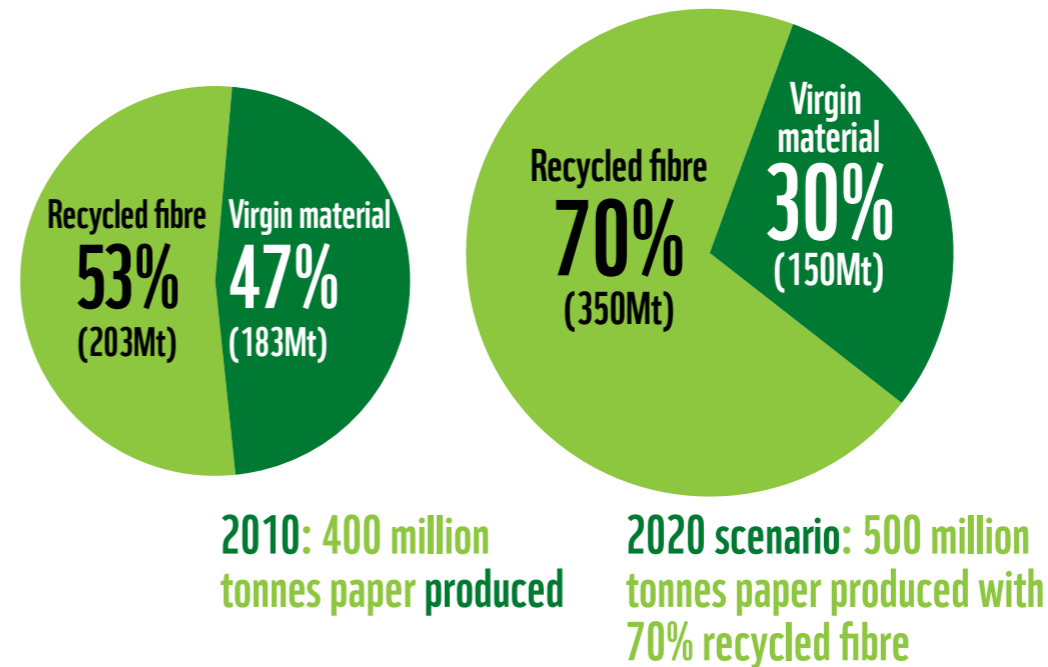 Recycled fibre
53%
(203Mt)
Virgin material
47%
(183Mt)
2010: 400 million
tonnes paper produced
Recycled fibre
70%
(350Mt)
Virgin
material
30%
(150Mt)
2020 scenario: 500 million
tonnes paper produced with
70% recycled fibre